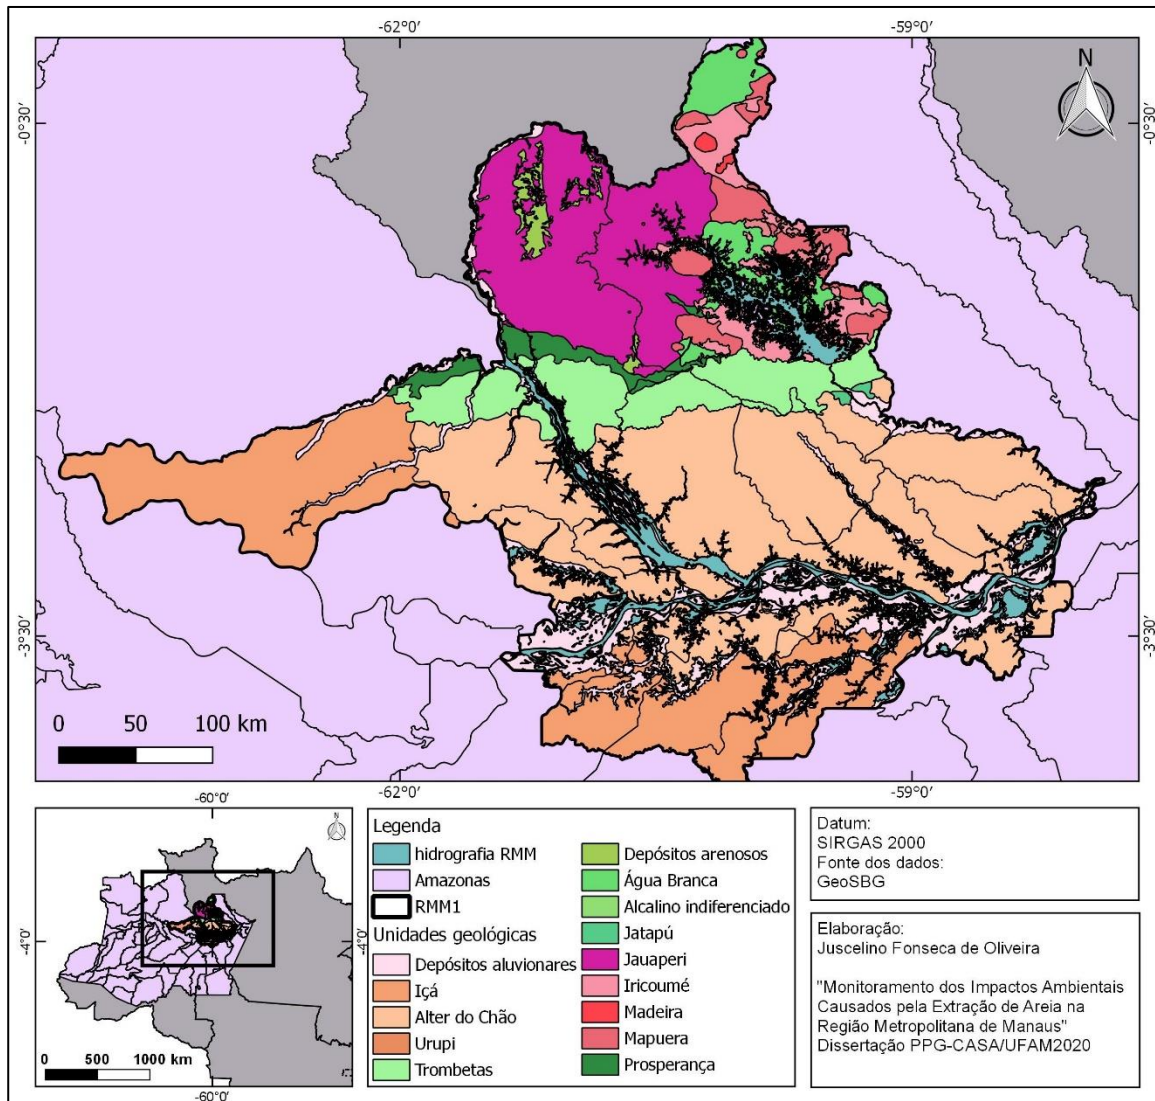 -62°0'
-59°0'
N
-0°30'
-0°30'
-3°30'
-3°30'
0 50 100 km
-62°0'
-59°0'
-60°0'
N
-4°0'
-4°0'
0 500 1000 km
-60°0'
Legenda
hidrografia RMM
Amazonas
RMM1
Unidades geológicas
Depósitos aluvionares
Içá
Alter do Chão
Urupi
Trombetas
Depósitos arenosos
Água Branca
Alcalino indiferenciado
Jatapú
Jauaperi
Iricoumé
Madeira
Mapuera
Prosperança
Datum:
SIRGAS 2000
Fonte dos dados:
GeoSBG
Elaboração:
Juscelino Fonseca de Oliveira
"Monitoramento dos Impactos Ambientais
Causados pela Extração de Areia na
Região Metropolitana de Manaus"
Dissertação PPG-CASA/UFAM2020